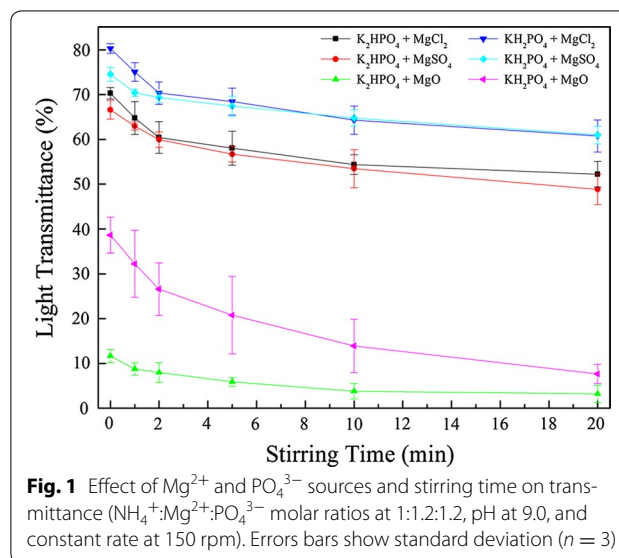 K₂HPO₄ + MgCl₂ KH₂PO₄ + MgCl₂
K₂HPO₄ + MgSO₄ KH₂PO₄ + MgSO₄
K₂HPO₄ + MgO KH₂PO₄ + MgO
Light Transmittance (%)
80
70
60
50
40
30
20
10
0
0 2 4 6 8 10 12 14 16 18 20
Stirring Time (min)
Fig. 1 Effect of Mg²⁺ and PO₄³⁻ sources and stirring time on trans-
mittance (NH₄⁺:Mg²⁺:PO₄³⁻ molar ratios at 1:1.2:1.2, pH at 9.0, and
constant rate at 150 rpm). Errors bars show standard deviation (n = 3)